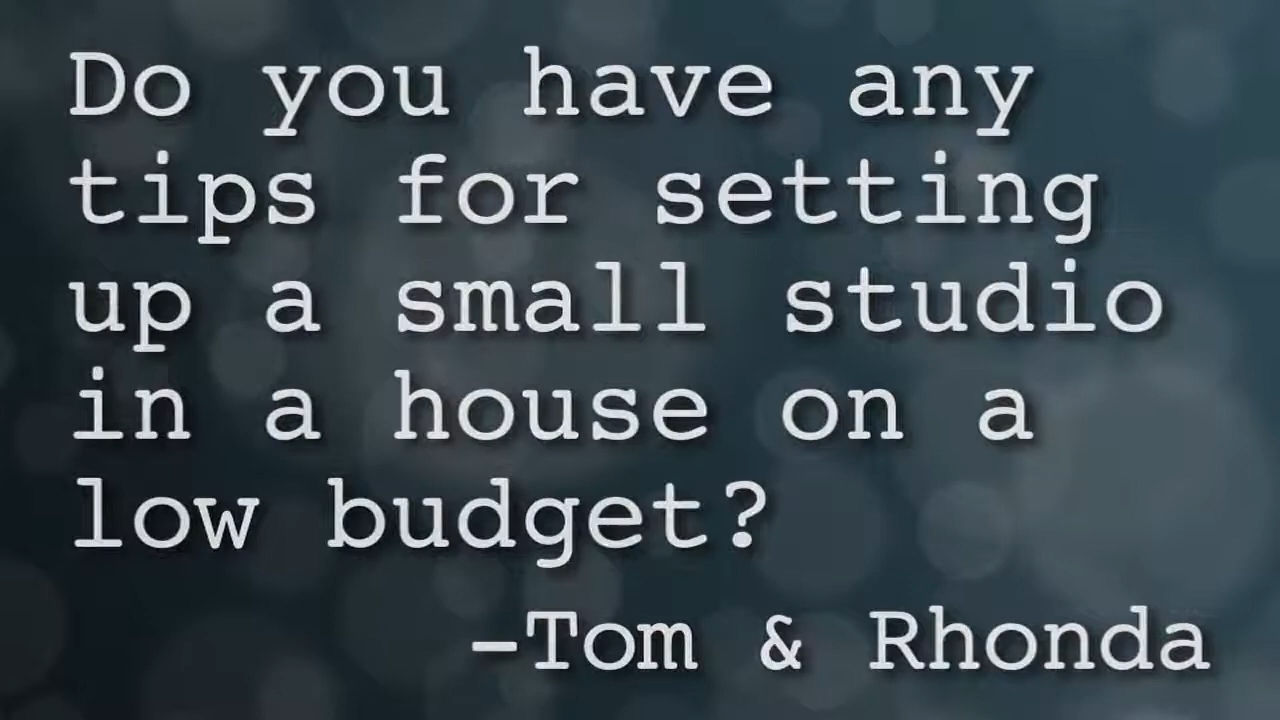 Do you have any
tips for setting
up a small studio
in a house on a
low budget?
-Tom & Rhonda